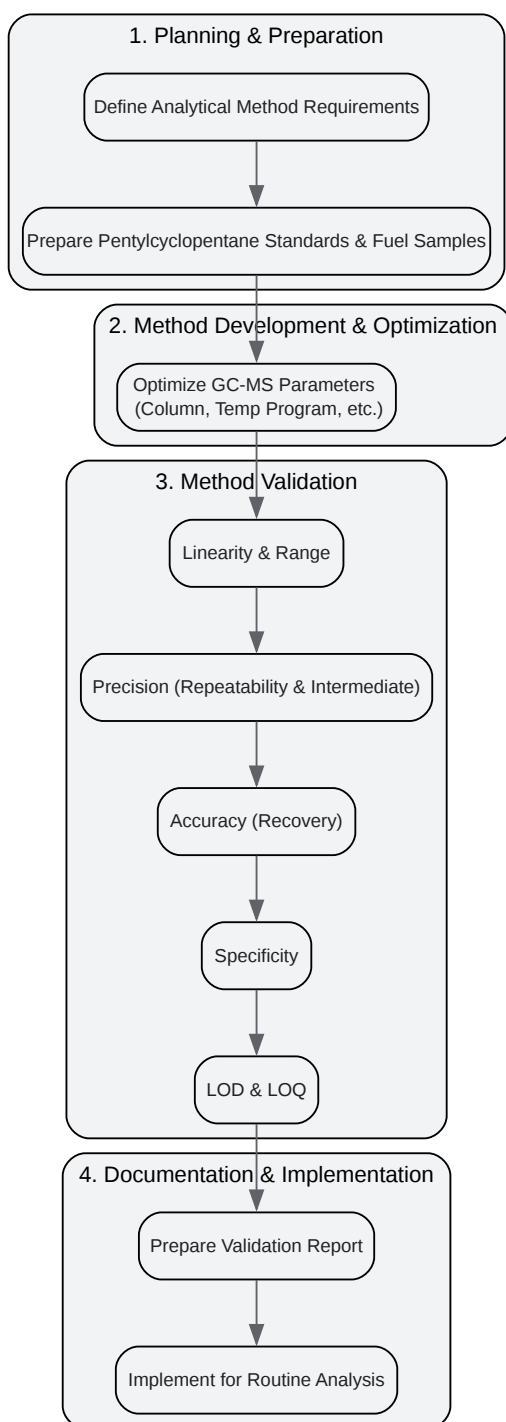 1. Planning & Preparation
Define Analytical Method Requirements
Prepare Pentylcyclopentane Standards & Fuel Samples
2. Method Development & Optimization
Optimize GC-MS Parameters
(Column, Temp Program, etc.)
3. Method Validation
Linearity & Range
Precision (Repeatability & Intermediate)
Accuracy (Recovery)
Specificity
LOD & LOQ
4. Documentation & Implementation
Prepare Validation Report
Implement for Routine Analysis